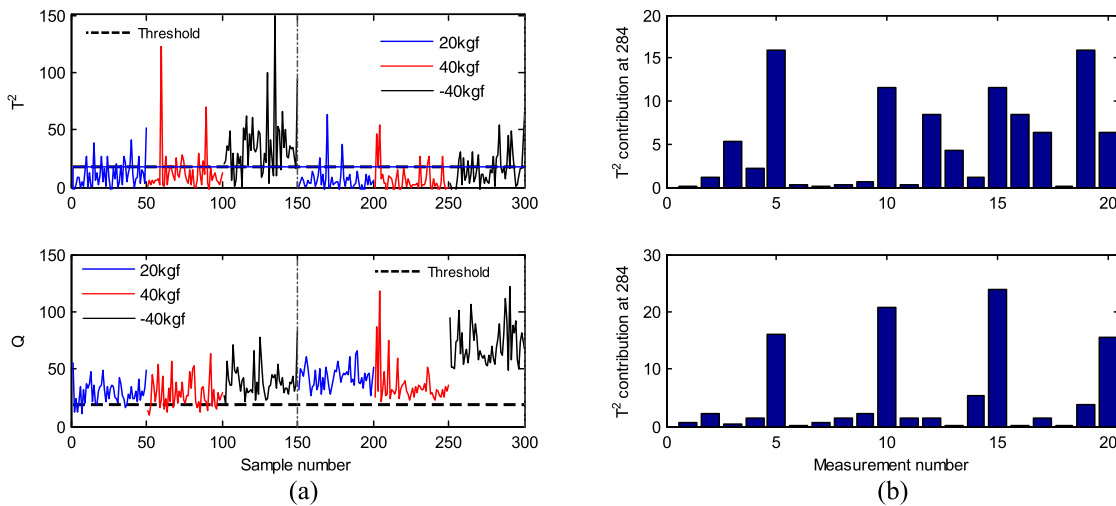 150
100
50
0
T²
Threshold
20kgf
40kgf
-40kgf
0 50 100 150 200 250 300
150
100
50
0
Q
20kgf
40kgf
-40kgf
Threshold
0 50 100 150 200 250 300
Sample number
(a)
20
15
10
5
0
T² contribution at 284
0 5 10 15 20
30
20
10
0
T² contribution at 284
0 5 10 15 20
Measurement number
(b)